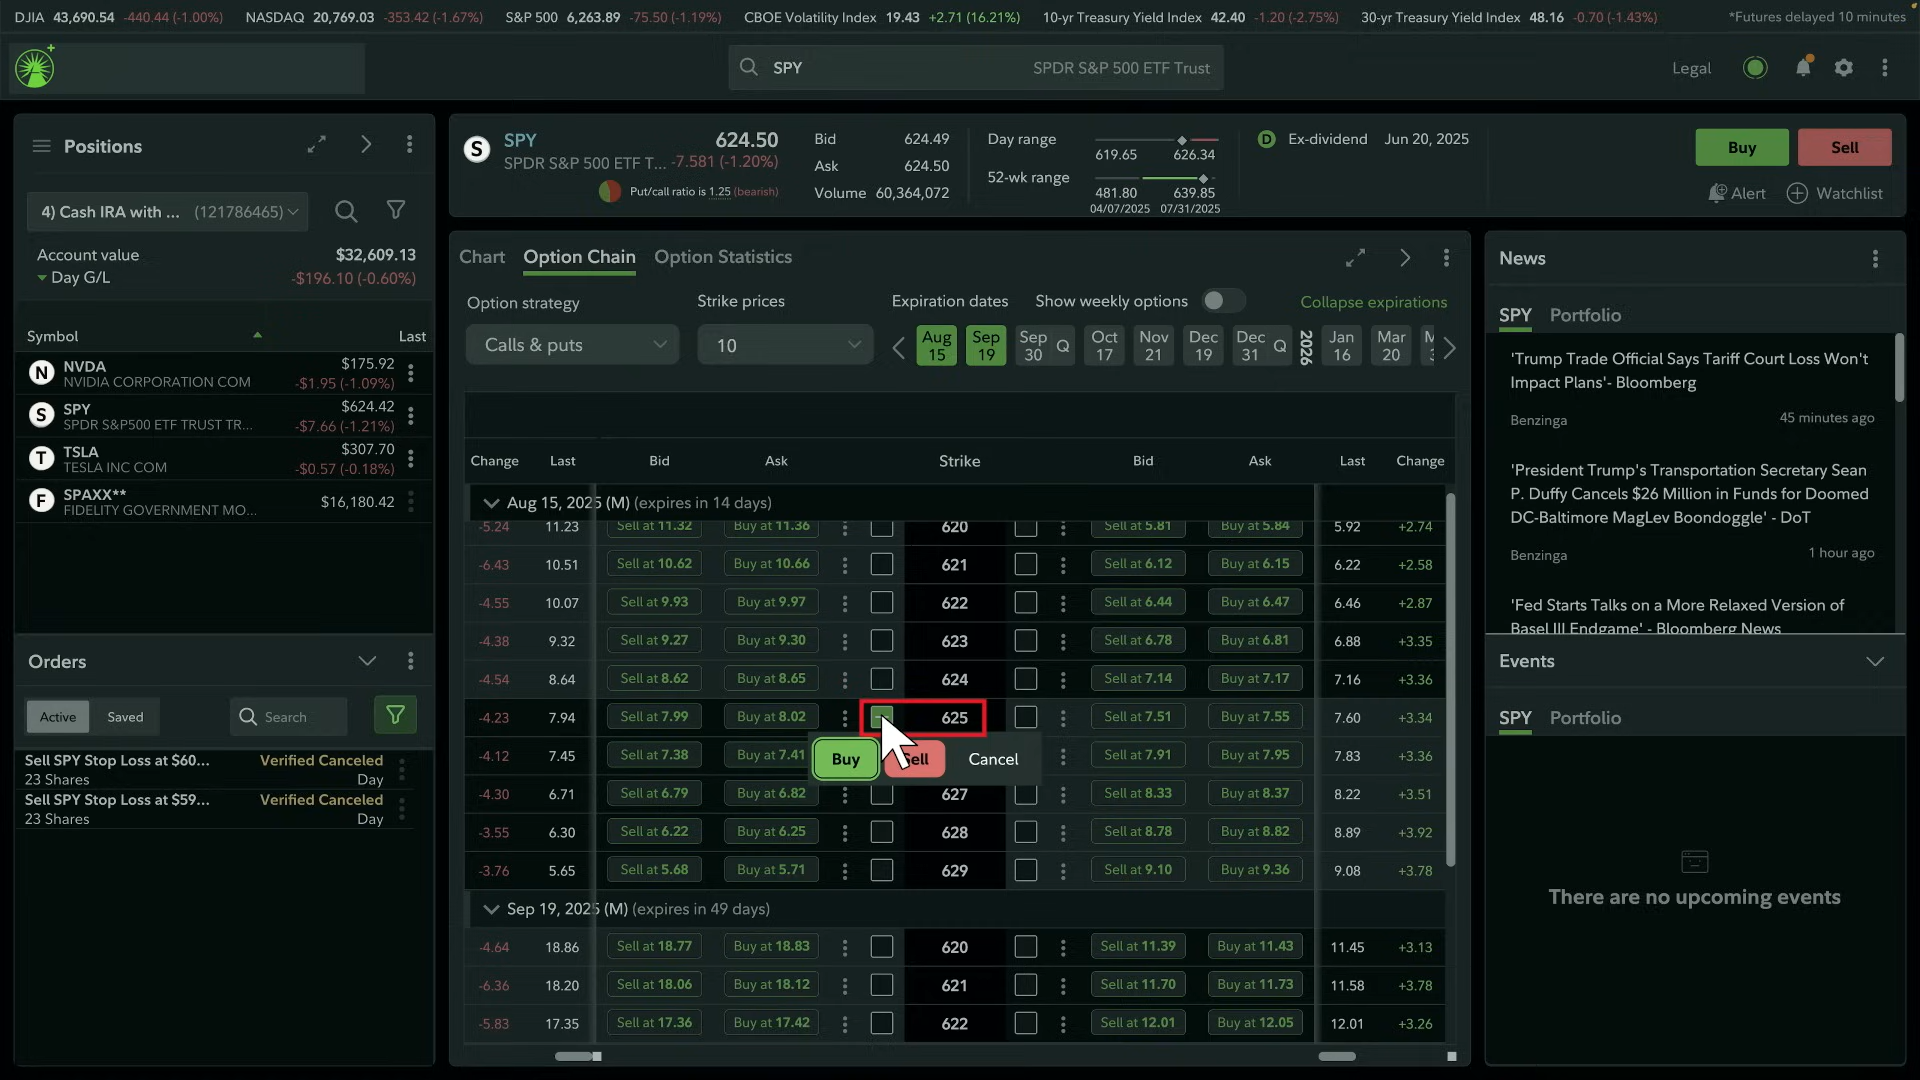 DJIA 43,690.54 -440.44 (-1.00%) NASDAQ 20,769.03 -353.42 (-1.67%) S&P 500 6,263.89 -75.50 (-1.19%) CBOE Volatility Index 19.43 +2.71 (16.21%) 10-yr Treasury Yield Index 42.40 -1.20 (-2.75%) 30-yr Treasury Yield Index 48.16 -0.70 (-1.43%) *Futures delayed 10 minutes
SPY SPDR S&P 500 ETF Trust
Legal
Positions
4) Cash IRA with ... (121786465)
Account value $32,609.13
Day G/L -$196.10 (-0.60%)
Symbol Last
N NVDA $175.92
NVIDIA CORPORATION COM -$1.95 (-1.09%)
S SPY $624.42
SPDR S&P500 ETF TRUST TR... -$7.66 (-1.21%)
T TSLA $307.70
TESLA INC COM -$0.57 (-0.18%)
F SPAXX** $16,180.42
FIDELITY GOVERNMENT MO...
Orders
Active Saved Search
Sell SPY Stop Loss at $60... Verified Canceled
23 Shares Day
Sell SPY Stop Loss at $59... Verified Canceled
23 Shares Day
S SPY 624.50
SPDR S&P 500 ETF T... -7.581 (-1.20%)
Put/call ratio is 1.25 (bearish)
Bid 624.49
Ask 624.50
Volume 60,364,072
Day range 619.65 626.34
52-wk range 481.80 639.85
04/07/2025 07/31/2025
D Ex-dividend Jun 20, 2025
Buy Sell
Alert Watchlist
Chart Option Chain Option Statistics
Option strategy Strike prices Expiration dates Show weekly options Collapse expirations
Calls & puts 10 Aug 15 Sep 19 Sep 30 Q Oct 17 Nov 21 Dec 19 Dec 31 Q 2026 Jan 16 Mar 20
Change Last Bid Ask Strike Bid Ask Last Change
Aug 15, 2025 (M) (expires in 14 days)
-5.24 11.23 Sell at 11.32 Buy at 11.36 620 Sell at 5.81 Buy at 5.84 5.92 +2.74
-6.43 10.51 Sell at 10.62 Buy at 10.66 621 Sell at 6.12 Buy at 6.15 6.22 +2.58
-4.55 10.07 Sell at 9.93 Buy at 9.97 622 Sell at 6.44 Buy at 6.47 6.46 +2.87
-4.38 9.32 Sell at 9.27 Buy at 9.30 623 Sell at 6.78 Buy at 6.81 6.88 +3.35
-4.54 8.64 Sell at 8.62 Buy at 8.65 624 Sell at 7.14 Buy at 7.17 7.16 +3.36
-4.23 7.94 Sell at 7.99 Buy at 8.02 625 Sell at 7.51 Buy at 7.55 7.60 +3.34
-4.12 7.45 Sell at 7.38 Buy at 7.41 Sell at 7.91 Buy at 7.95 7.83 +3.36
Buy Sell Cancel
-4.30 6.71 Sell at 6.79 Buy at 6.82 627 Sell at 8.33 Buy at 8.37 8.22 +3.51
-3.55 6.30 Sell at 6.22 Buy at 6.25 628 Sell at 8.78 Buy at 8.82 8.89 +3.92
-3.76 5.65 Sell at 5.68 Buy at 5.71 629 Sell at 9.10 Buy at 9.36 9.08 +3.78
Sep 19, 2025 (M) (expires in 49 days)
-4.64 18.86 Sell at 18.77 Buy at 18.83 620 Sell at 11.39 Buy at 11.43 11.45 +3.13
-6.36 18.20 Sell at 18.06 Buy at 18.12 621 Sell at 11.70 Buy at 11.73 11.58 +3.78
-5.83 17.35 Sell at 17.36 Buy at 17.42 622 Sell at 12.01 Buy at 12.05 12.01 +3.26
News
SPY Portfolio
'Trump Trade Official Says Tariff Court Loss Won't
Impact Plans'- Bloomberg
Benzinga 45 minutes ago
'President Trump's Transportation Secretary Sean
P. Duffy Cancels $26 Million in Funds for Doomed
DC-Baltimore MagLev Boondoggle' - DoT
Benzinga 1 hour ago
'Fed Starts Talks on a More Relaxed Version of
Basel III Endgame' - Bloomberg News
Events
SPY Portfolio
There are no upcoming events